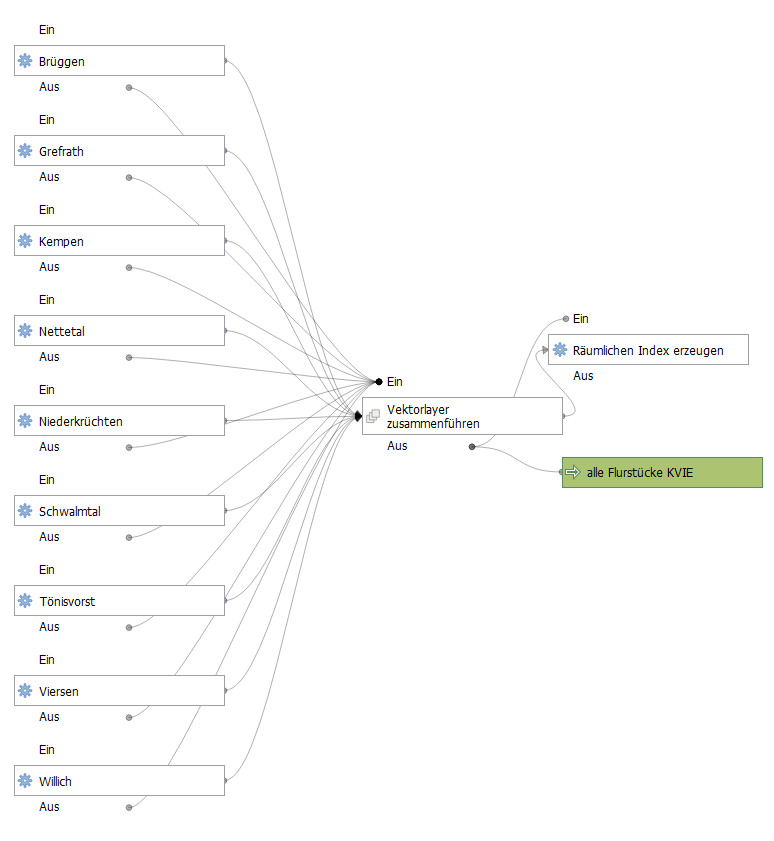 Ein
Brüggen
Aus
Ein
Grefrath
Aus
Ein
Kempen
Aus
Ein
Nettetal
Aus
Ein
Niederkrüchten
Aus
Ein
Schwalmtal
Aus
Ein
Tönisvorst
Aus
Ein
Viersen
Aus
Ein
Willich
Aus
Ein
Vektorlayer
zusammenführen
Aus
Ein
Räumlichen Index erzeugen
Aus
alle Flurstücke KVIE